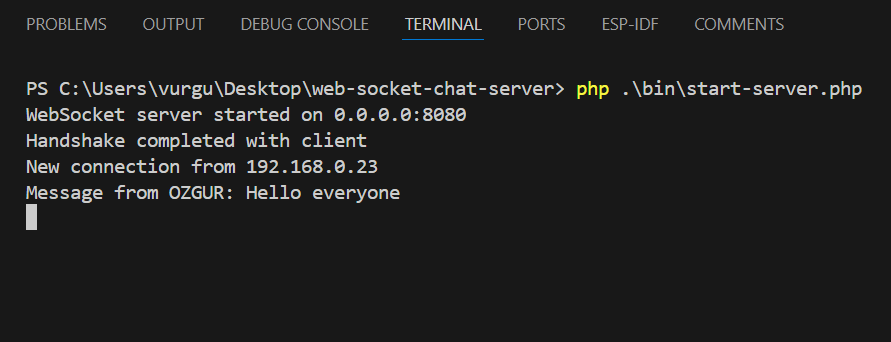 PROBLEMS OUTPUT DEBUG CONSOLE TERMINAL PORTS ESP-IDF COMMENTS
PS C:\Users\vurgu\Desktop\web-socket-chat-server> php .\bin\start-server.php
WebSocket server started on 0.0.0.0:8080
Handshake completed with client
New connection from 192.168.0.23
Message from OZGUR: Hello everyone